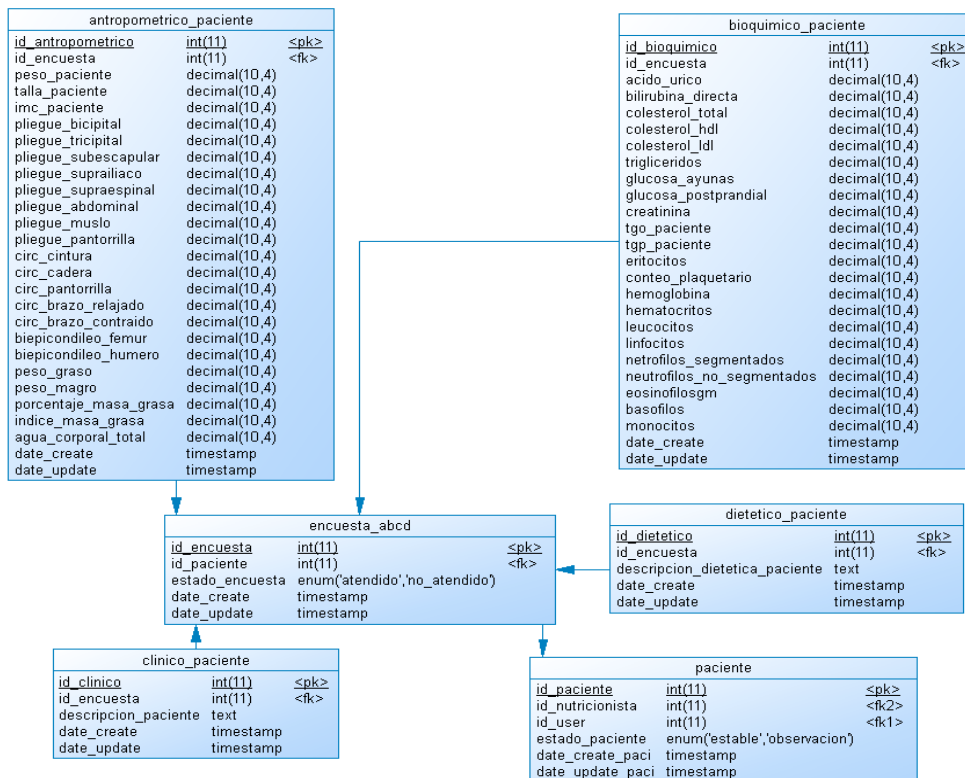 antropometrico_paciente
id_antropometrico int(11) <pk>
id_encuesta int(11) <fk>
peso_paciente decimal(10,4)
talla_paciente decimal(10,4)
imc_paciente decimal(10,4)
pliegue_bicipital decimal(10,4)
pliegue_tricipital decimal(10,4)
pliegue_subescapular decimal(10,4)
pliegue_suprailiaco decimal(10,4)
pliegue_supraespinal decimal(10,4)
pliegue_abdominal decimal(10,4)
pliegue_muslo decimal(10,4)
pliegue_pantorrilla decimal(10,4)
circ_cintura decimal(10,4)
circ_cadera decimal(10,4)
circ_pantorrilla decimal(10,4)
circ_brazo_relajado decimal(10,4)
circ_brazo_contraido decimal(10,4)
biepicondileo_femur decimal(10,4)
biepicondileo_humero decimal(10,4)
peso_graso decimal(10,4)
peso_magro decimal(10,4)
porcentaje_masa_grasa decimal(10,4)
indice_masa_grasa decimal(10,4)
agua_corporal_total decimal(10,4)
date_create timestamp
date_update timestamp
bioquimico_paciente
id_bioquimico int(11) <pk>
id_encuesta int(11) <fk>
acido_urico decimal(10,4)
bilirubina_directa decimal(10,4)
colesterol_total decimal(10,4)
colesterol_hdl decimal(10,4)
colesterol_ldl decimal(10,4)
trigliceridos decimal(10,4)
glucosa_ayunas decimal(10,4)
glucosa_postprandial decimal(10,4)
creatinina decimal(10,4)
tgo_paciente decimal(10,4)
tgp_paciente decimal(10,4)
eritocitos decimal(10,4)
conteo_plaquetario decimal(10,4)
hemoglobina decimal(10,4)
hematocritos decimal(10,4)
leucocitos decimal(10,4)
linfocitos decimal(10,4)
netrofilos_segmentados decimal(10,4)
neutrofilos_no_segmentados decimal(10,4)
eosinofilosgm decimal(10,4)
basofilos decimal(10,4)
monocitos decimal(10,4)
date_create timestamp
date_update timestamp
encuesta_abcd
id_encuesta int(11) <pk>
id_paciente int(11) <fk>
estado_encuesta enum('atendido','no_atendido')
date_create timestamp
date_update timestamp
dietetico_paciente
id_dietetico int(11) <pk>
id_encuesta int(11) <fk>
descripcion_dietetica_paciente text
date_create timestamp
date_update timestamp
clinico_paciente
id_clinico int(11) <pk>
id_encuesta int(11) <fk>
descripcion_paciente text
date_create timestamp
date_update timestamp
paciente
id_paciente int(11) <pk>
id_nutricionista int(11) <fk2>
id_user int(11) <fk1>
estado_paciente enum('estable','observacion')
date_create_paci timestamp
date_update_paci timestamp